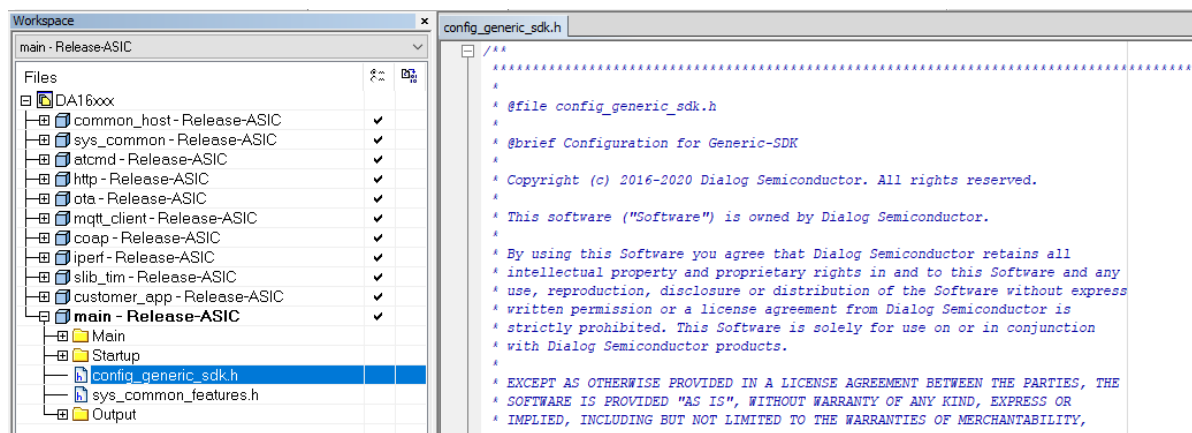 Workspace
main - Release-ASIC
Files
DA16xxx
common_host - Release-ASIC
sys_common - Release-ASIC
atcmd - Release-ASIC
http - Release-ASIC
ota - Release-ASIC
mqtt_client - Release-ASIC
coap - Release-ASIC
iperf - Release-ASIC
slib_tim - Release-ASIC
customer_app - Release-ASIC
main - Release-ASIC
Main
Startup
config_generic_sdk.h
sys_common_features.h
Output
config_generic_sdk.h
/**
****************************************************************************************
*
* @file config_generic_sdk.h
*
* @brief Configuration for Generic-SDK
*
* Copyright (c) 2016-2020 Dialog Semiconductor. All rights reserved.
*
* This software ("Software") is owned by Dialog Semiconductor.
*
* By using this Software you agree that Dialog Semiconductor retains all
* intellectual property and proprietary rights in and to this Software and any
* use, reproduction, disclosure or distribution of the Software without express
* written permission or a license agreement from Dialog Semiconductor is
* strictly prohibited. This Software is solely for use on or in conjunction
* with Dialog Semiconductor products.
*
* EXCEPT AS OTHERWISE PROVIDED IN A LICENSE AGREEMENT BETWEEN THE PARTIES, THE
* SOFTWARE IS PROVIDED "AS IS", WITHOUT WARRANTY OF ANY KIND, EXPRESS OR
* IMPLIED, INCLUDING BUT NOT LIMITED TO THE WARRANTIES OF MERCHANTABILITY,